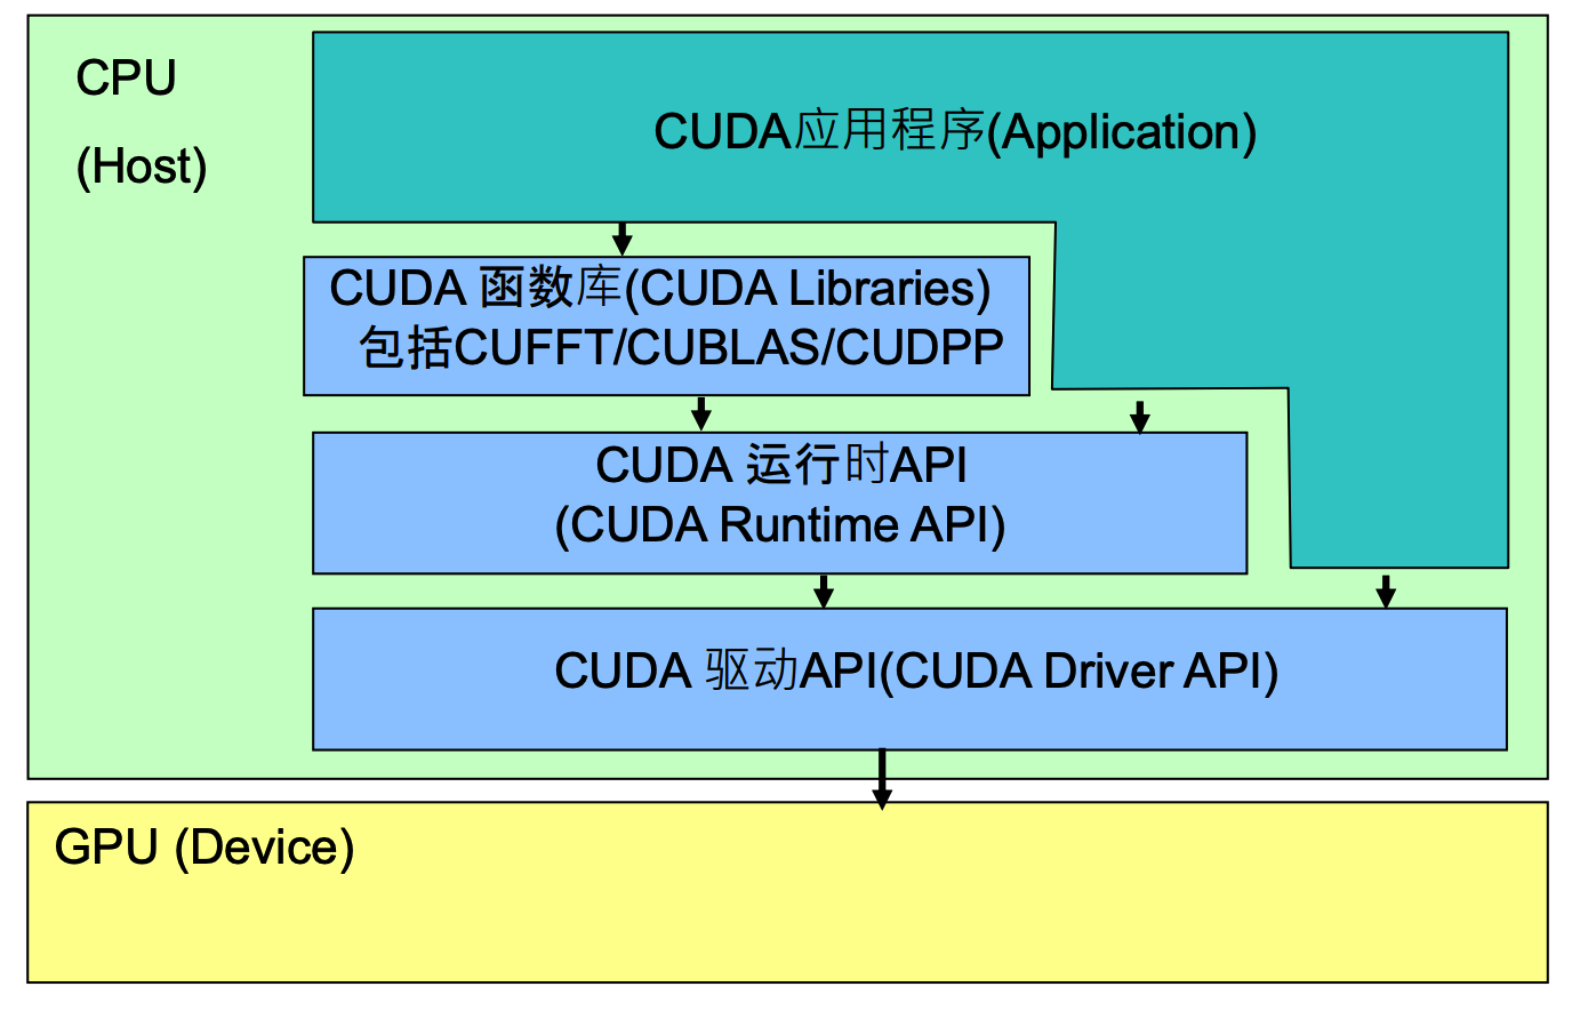 CPU
(Host)
CUDA应用程序(Application)
CUDA 函数库(CUDA Libraries)
包括CUFFT/CUBLAS/CUDPP
CUDA 运行时API
(CUDA Runtime API)
CUDA 驱动API(CUDA Driver API)
GPU (Device)